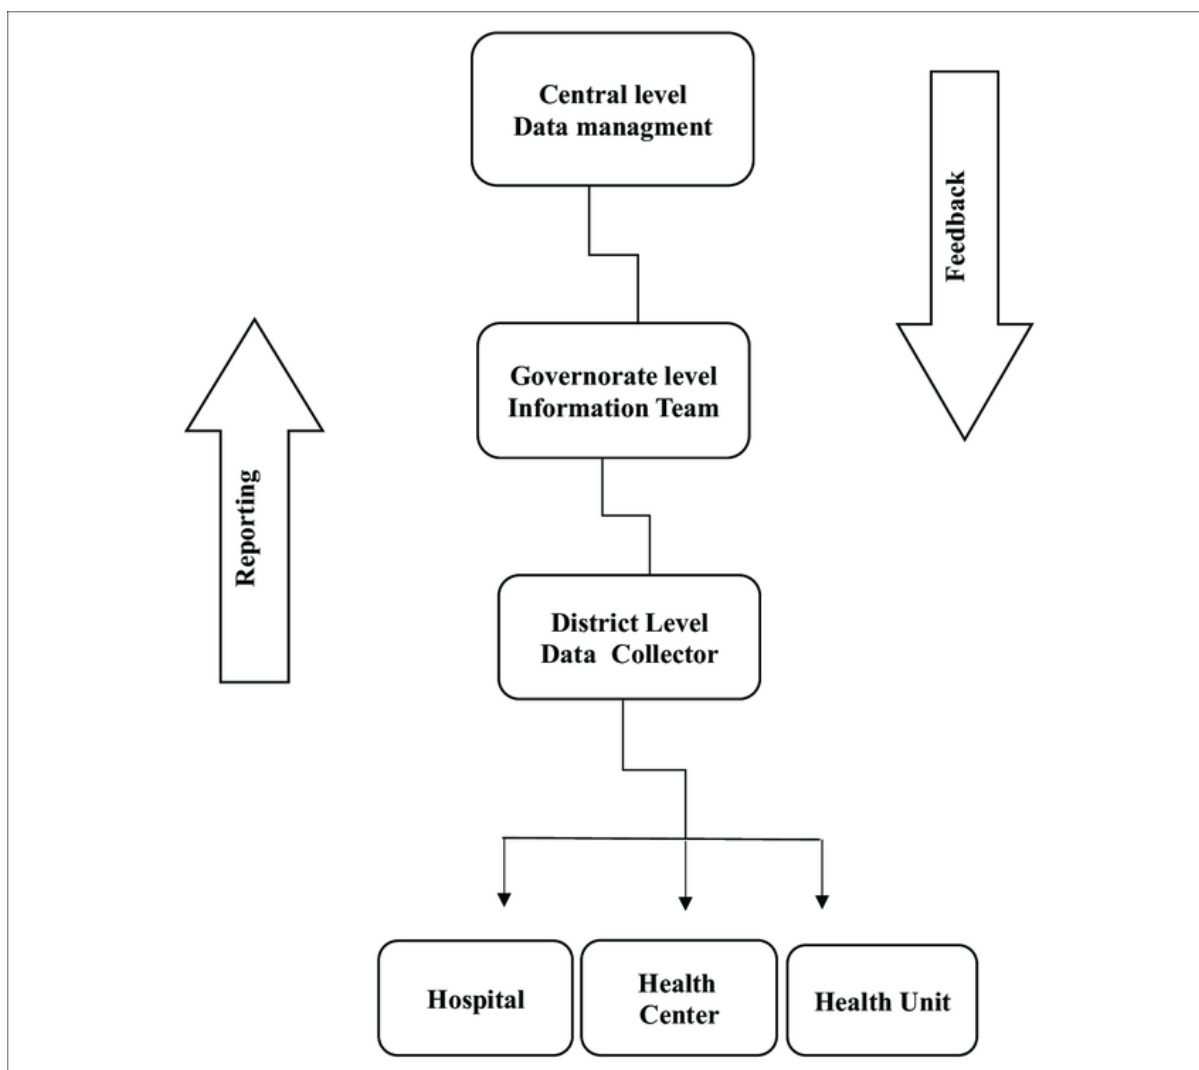 Central level
Data managment
Feedback
Governorate level
Information Team
Reporting
District Level
Data Collector
Hospital
Health
Center
Health Unit